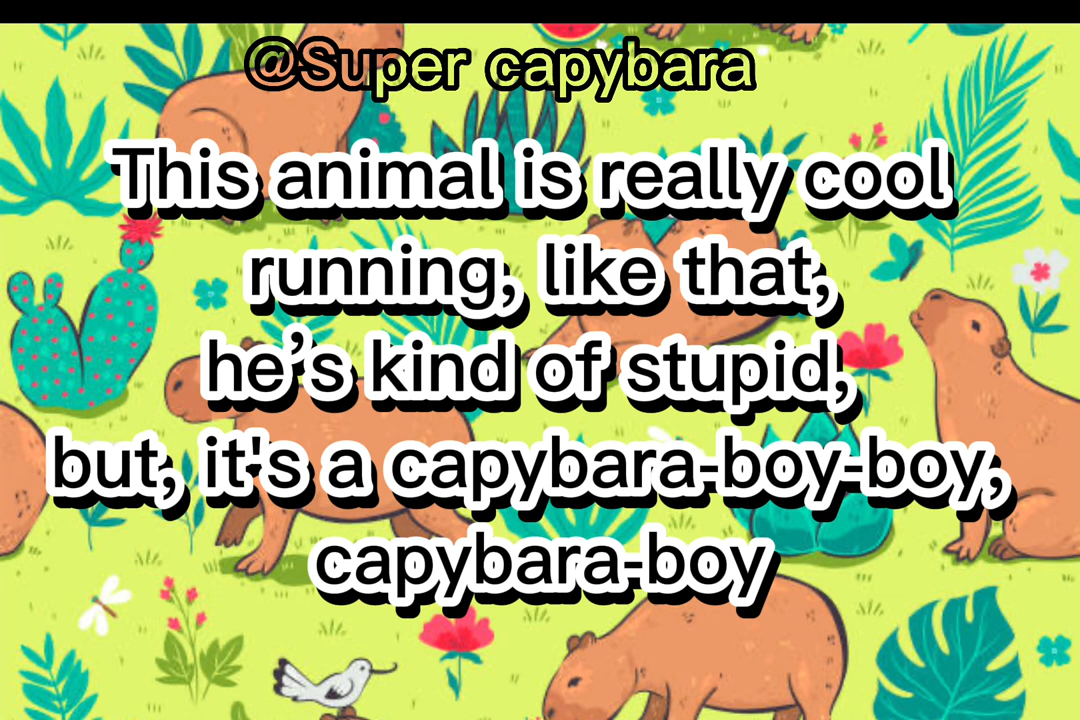 @Super capybara
This animal is really cool
running, like that,
he’s kind of stupid,
but, it's a capybara-boy-boy,
capybara-boy